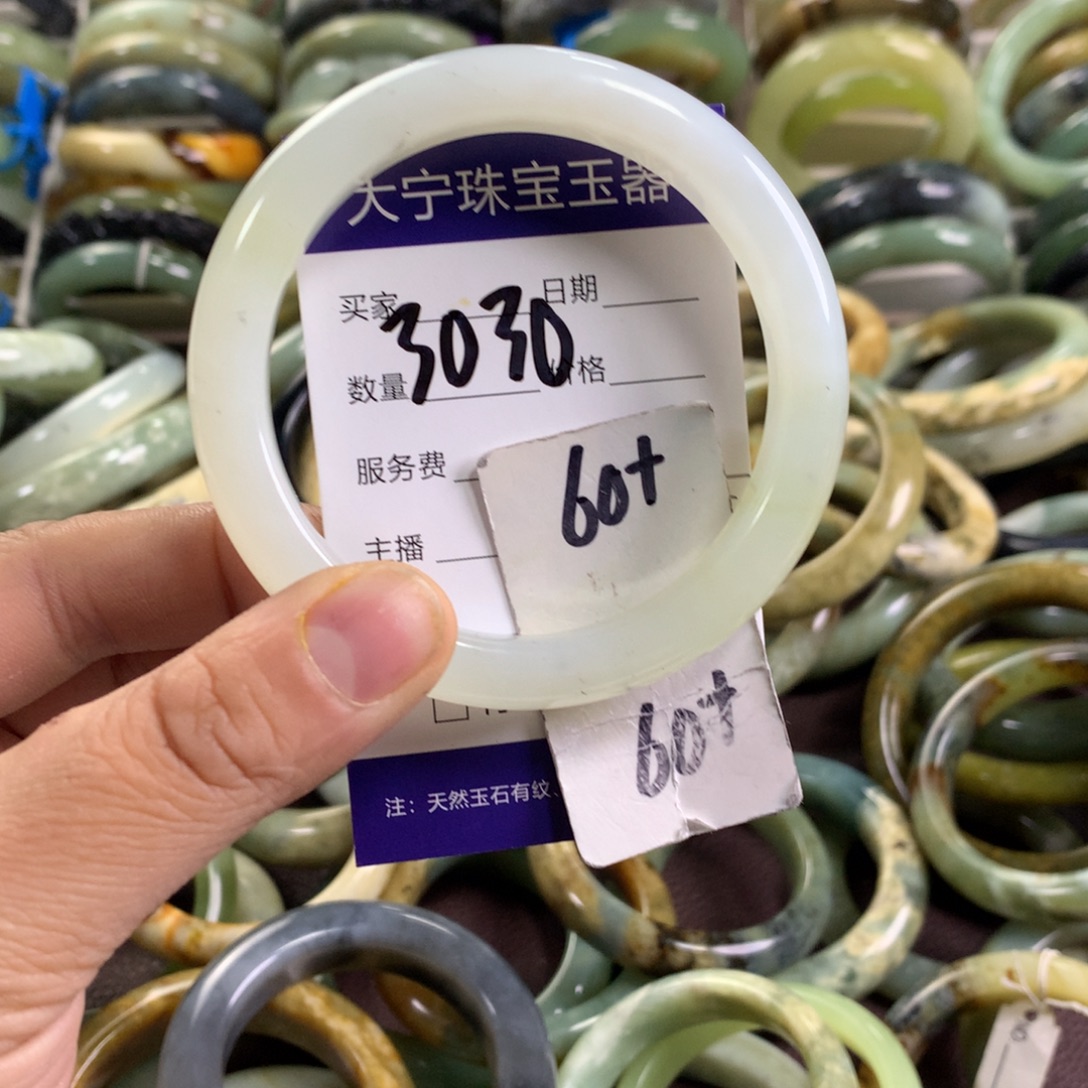 大宁珠宝玉器
买家 日期
3030
数量 价格
服务费
60+
主播
60+
注：天然玉石有纹、